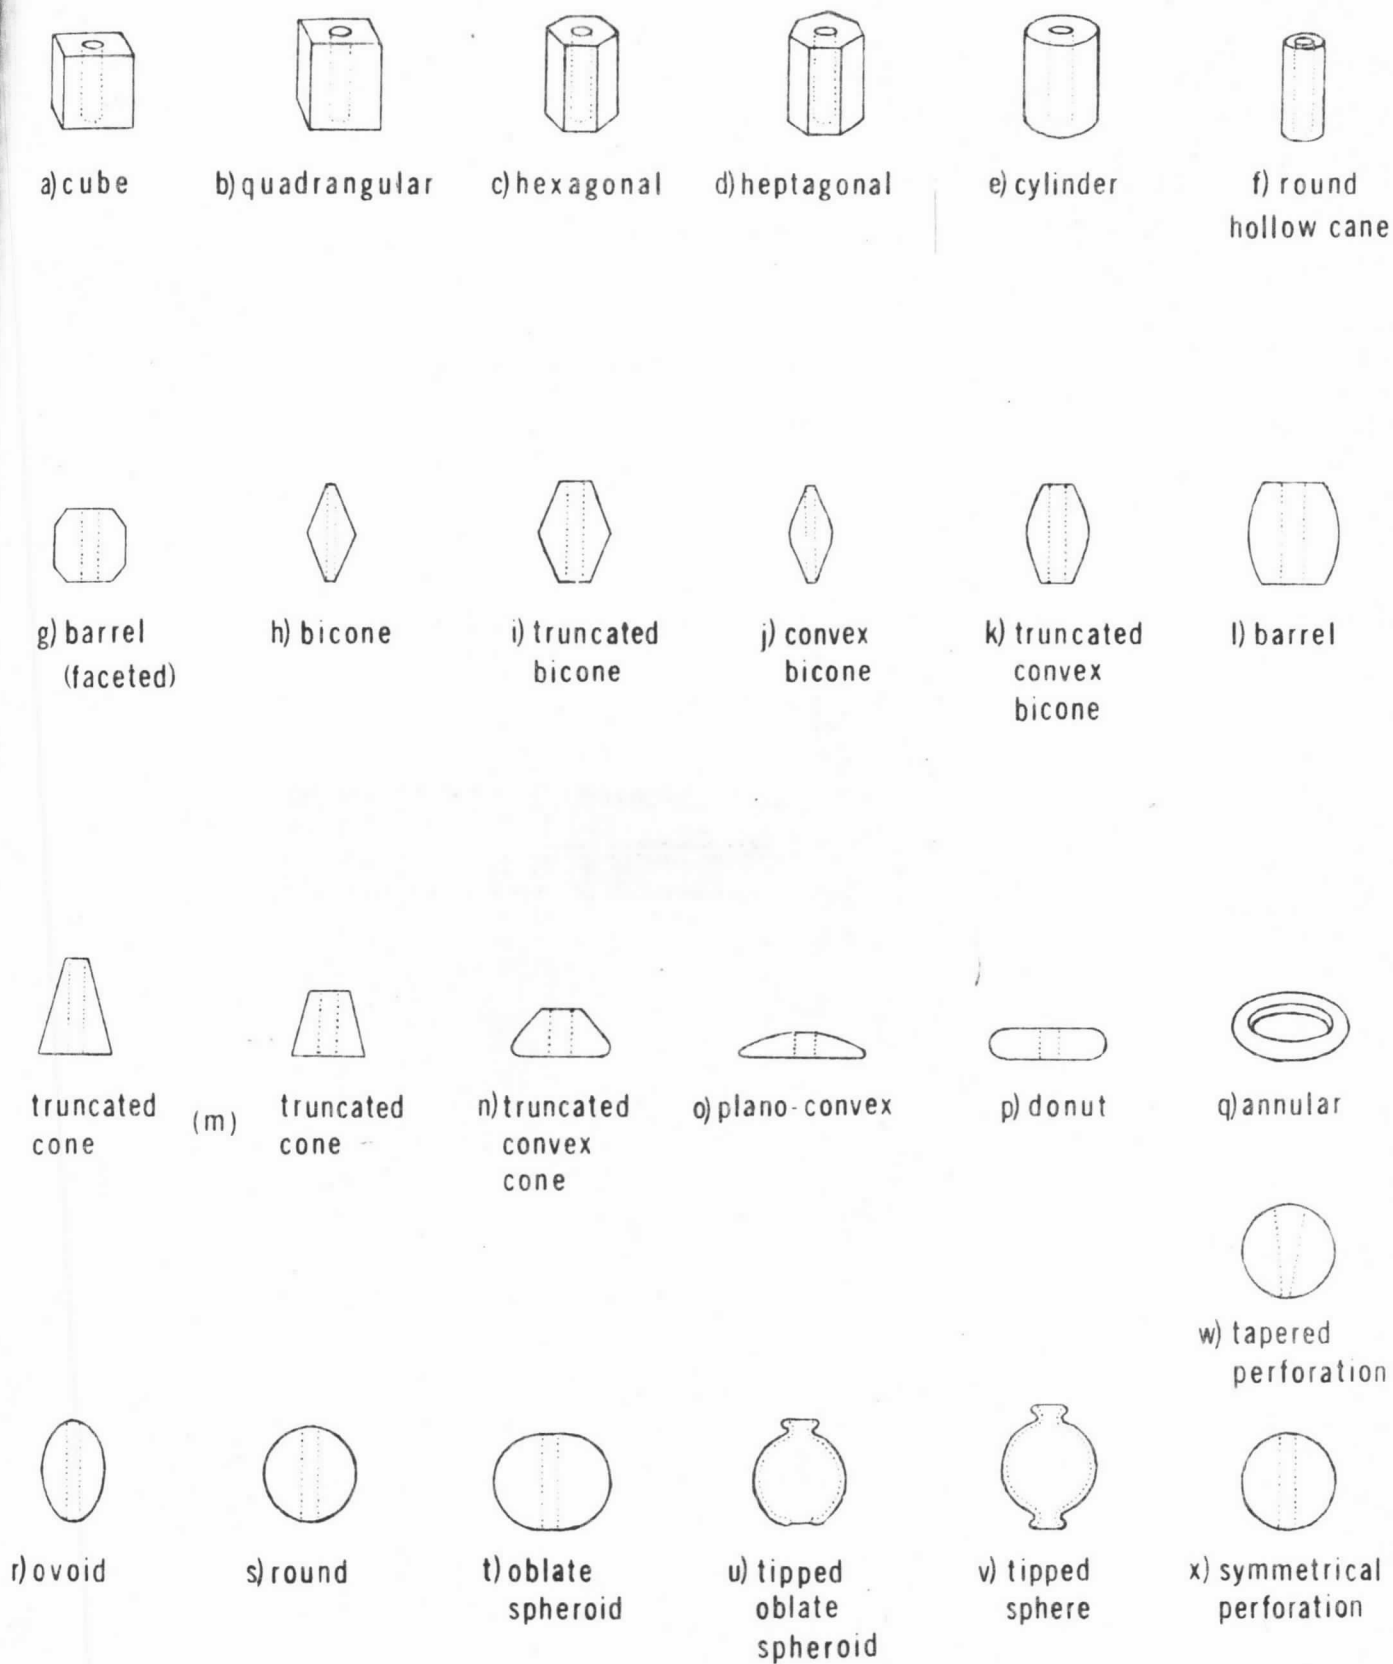 a) cube
b) quadrangular
c) hexagonal
d) heptagonal
e) cylinder
f) round
hollow cane
g) barrel
(faceted)
h) bicone
i) truncated
bicone
j) convex
bicone
k) truncated
convex
bicone
l) barrel
truncated
cone
(m)
truncated
cone
n) truncated
convex
cone
o) plano-convex
p) donut
q) annular
w) tapered
perforation
r) ovoid
s) round
t) oblate
spheroid
u) tipped
oblate
spheroid
v) tipped
sphere
x) symmetrical
perforation